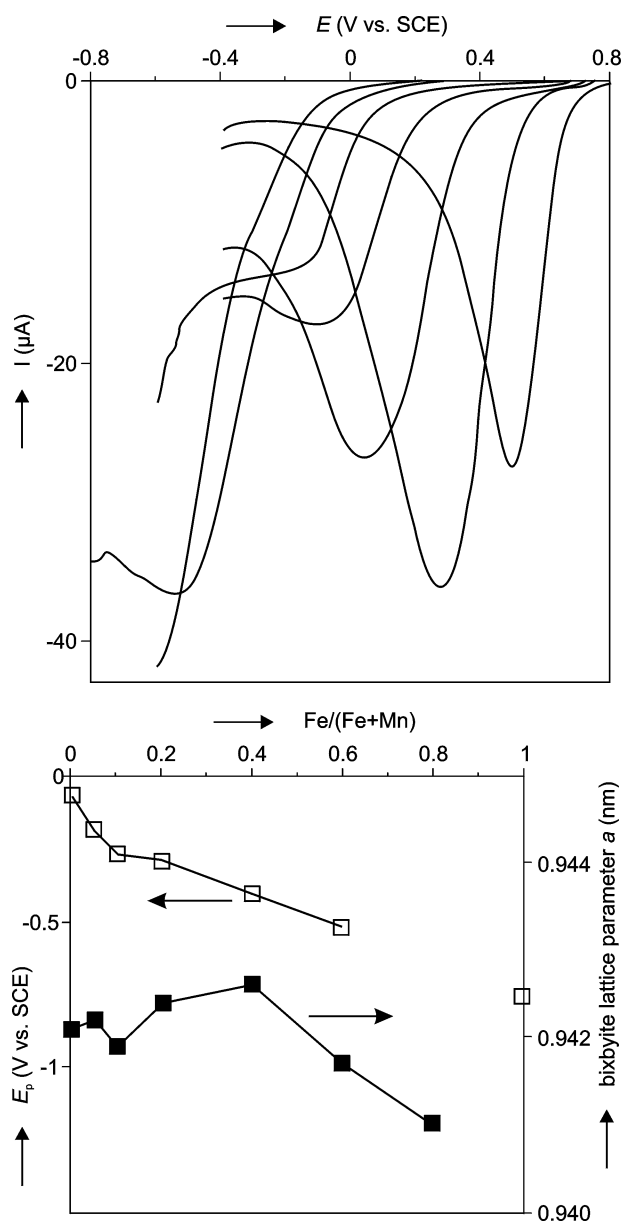 E (V vs. SCE)
-0.8 -0.4 0 0.4 0.8
0
-20
-40
I (µA)
Fe/(Fe+Mn)
0 0.2 0.4 0.6 0.8 1
0
-0.5
-1
Eₚ (V vs. SCE)
0.944
0.942
0.940
bixbyite lattice parameter a (nm)